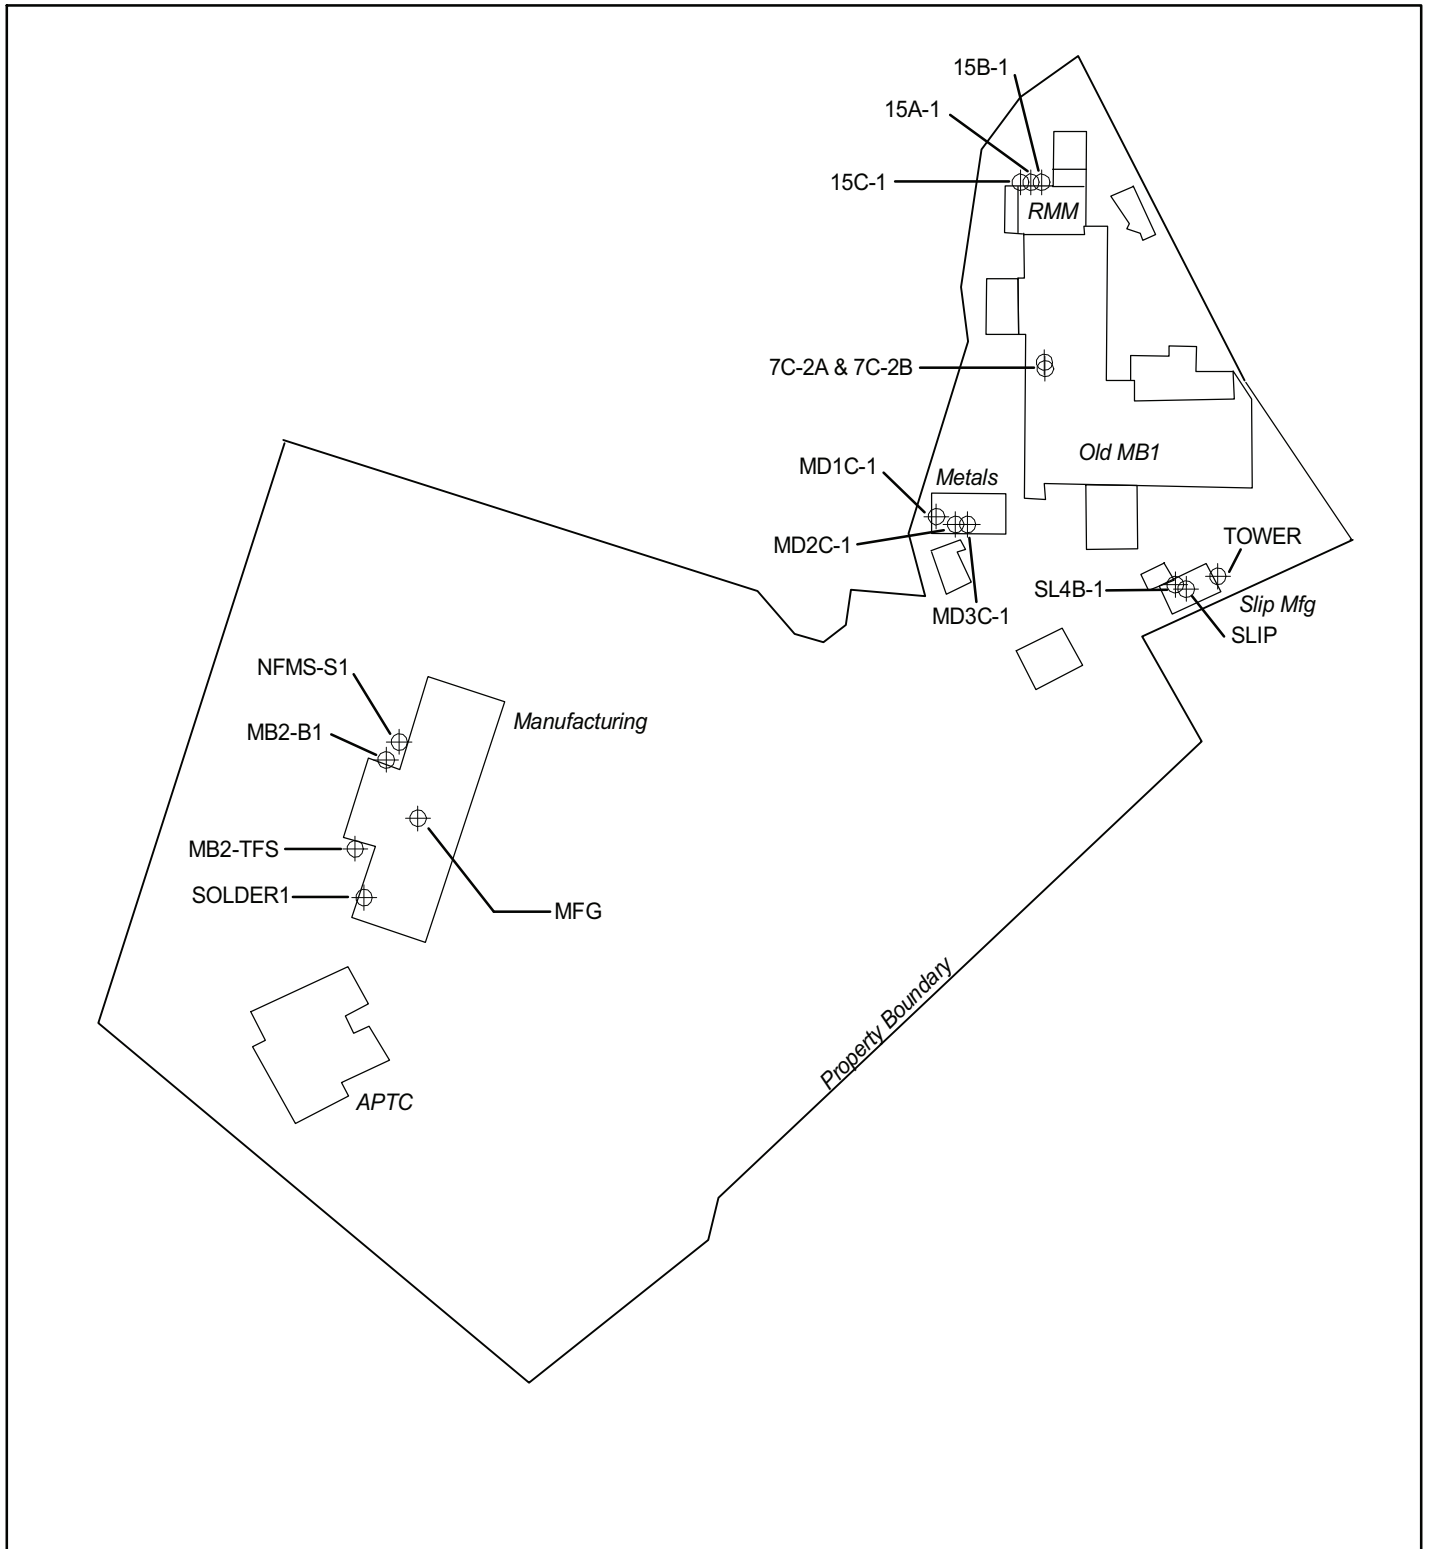 15B-1
15A-1
15C-1
RMM
7C-2A & 7C-2B
Old MB1
MD1C-1
Metals
MD2C-1
TOWER
SL4B-1
Slip Mfg
MD3C-1
SLIP
NFMS-S1
Manufacturing
MB2-B1
MB2-TFS
SOLDER1
MFG
Property Boundary
APTC